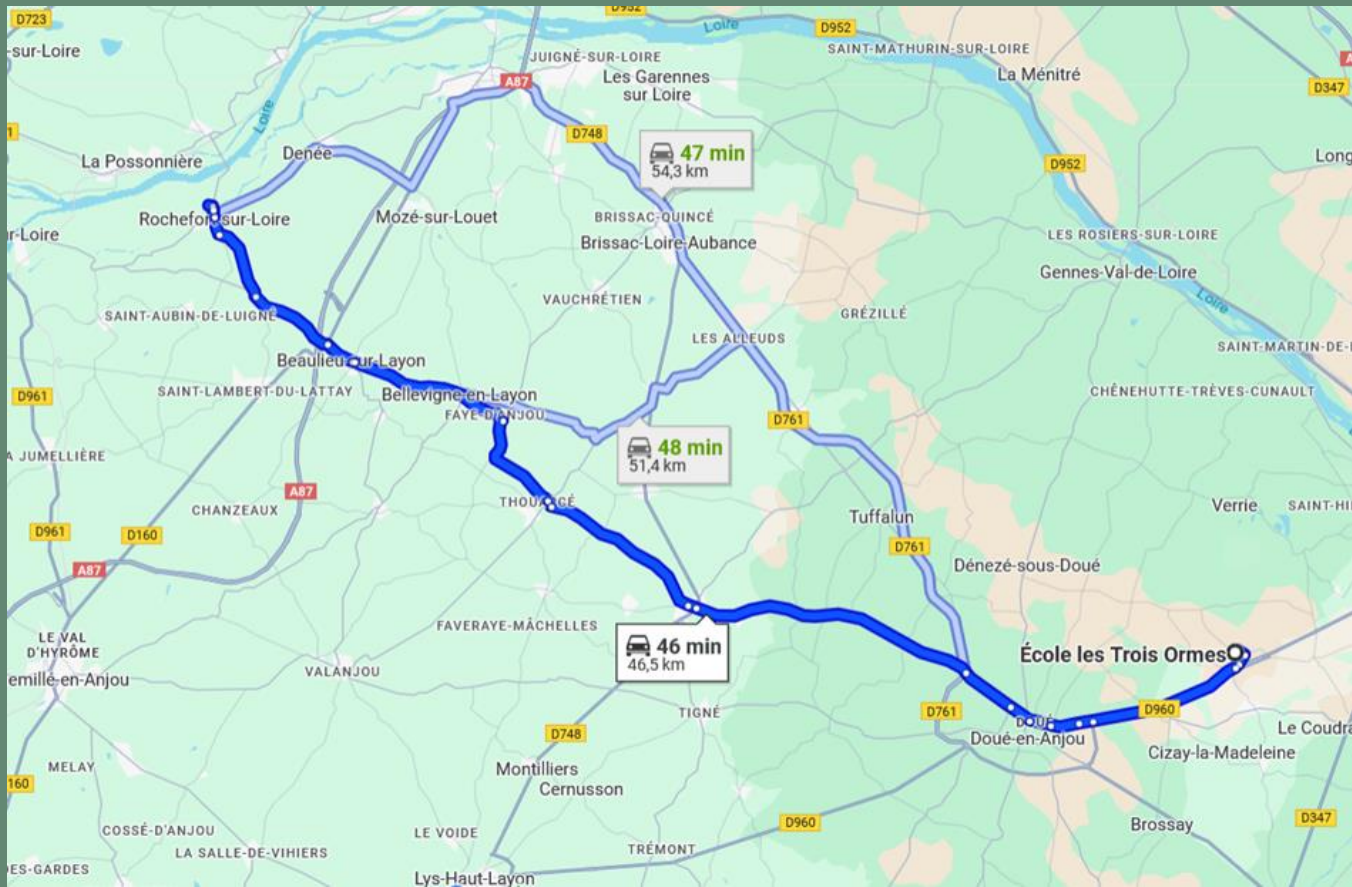 D723
D952
Loire
D952
SAINT-MATHURIN-SUR-LOIRE
-sur-Loire
JUIGNÉ-SUR-LOIRE
La Ménitré
A87
Les Garennes
sur Loire
D347
Loire
D748
La Possonnière
Denée
47 min
54,3 km
D952
Long
Rochefort-sur-Loire
Mozé-sur-Louet
BRISSAC-QUINCÉ
Brissac-Loire-Aubance
ur-Loire
LES ROSIERS-SUR-LOIRE
Gennes-Val-de-Loire
Loire
VAUCHRÉTIEN
SAINT-AUBIN-DE-LUIGNÉ
GRÉZILLÉ
LES ALLEUDS
SAINT-MARTIN-DE-
Beaulieu-sur-Layon
SAINT-LAMBERT-DU-LATTAY
Bellevigne-en-Layon
CHÊNEHUTTE-TRÈVES-CUNAULT
D961
FAYE-D'ANJOU
D761
48 min
51,4 km
A JUMELLIÈRE
A87
THOUARCÉ
CHANZEAUX
Verrie
SAINT-HI
Tuffalun
D961
D160
D761
A87
Dénezé-sous-Doué
FAVERAYE-MÂCHELLES
LE VAL
D'HYRÔME
46 min
46,5 km
École les Trois Ormes
VALANJOU
emillé-en-Anjou
TIGNÉ
D761
DOUÉ
D960
Doué-en-Anjou
Le Coudra
D748
Cizay-la-Madeleine
MELAY
Montilliers
Cernusson
160
D960
D347
Brossay
COSSÉ-D'ANJOU
LE VOIDE
LA SALLE-DE-VIHIERS
TRÉMONT
DES-GARDES
Lys-Haut-Layon